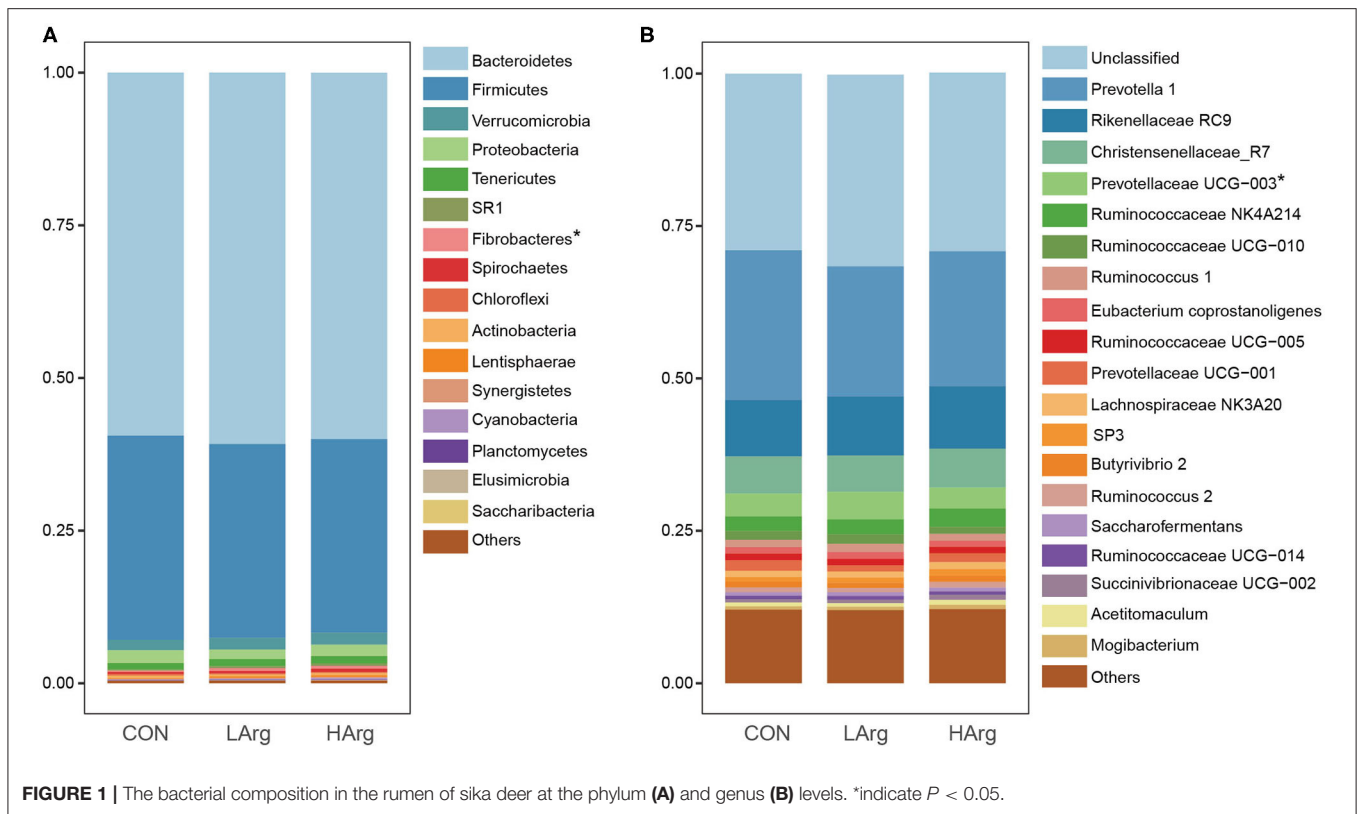 A
1.00
0.75
0.50
0.25
0.00
CON LArg HArg
Bacteroidetes
Firmicutes
Verrucomicrobia
Proteobacteria
Tenericutes
SR1
Fibrobacteres*
Spirochaetes
Chloroflexi
Actinobacteria
Lentisphaerae
Synergistetes
Cyanobacteria
Planctomycetes
Elusimicrobia
Saccharibacteria
Others
B
1.00
0.75
0.50
0.25
0.00
CON LArg HArg
Unclassified
Prevotella 1
Rikenellaceae RC9
Christensenellaceae_R7
Prevotellaceae UCG−003*
Ruminococcaceae NK4A214
Ruminococcaceae UCG−010
Ruminococcus 1
Eubacterium coprostanoligenes
Ruminococcaceae UCG−005
Prevotellaceae UCG−001
Lachnospiraceae NK3A20
SP3
Butyrivibrio 2
Ruminococcus 2
Saccharofermentans
Ruminococcaceae UCG−014
Succinivibrionaceae UCG−002
Acetitomaculum
Mogibacterium
Others
FIGURE 1 | The bacterial composition in the rumen of sika deer at the phylum (A) and genus (B) levels. *indicate P < 0.05.